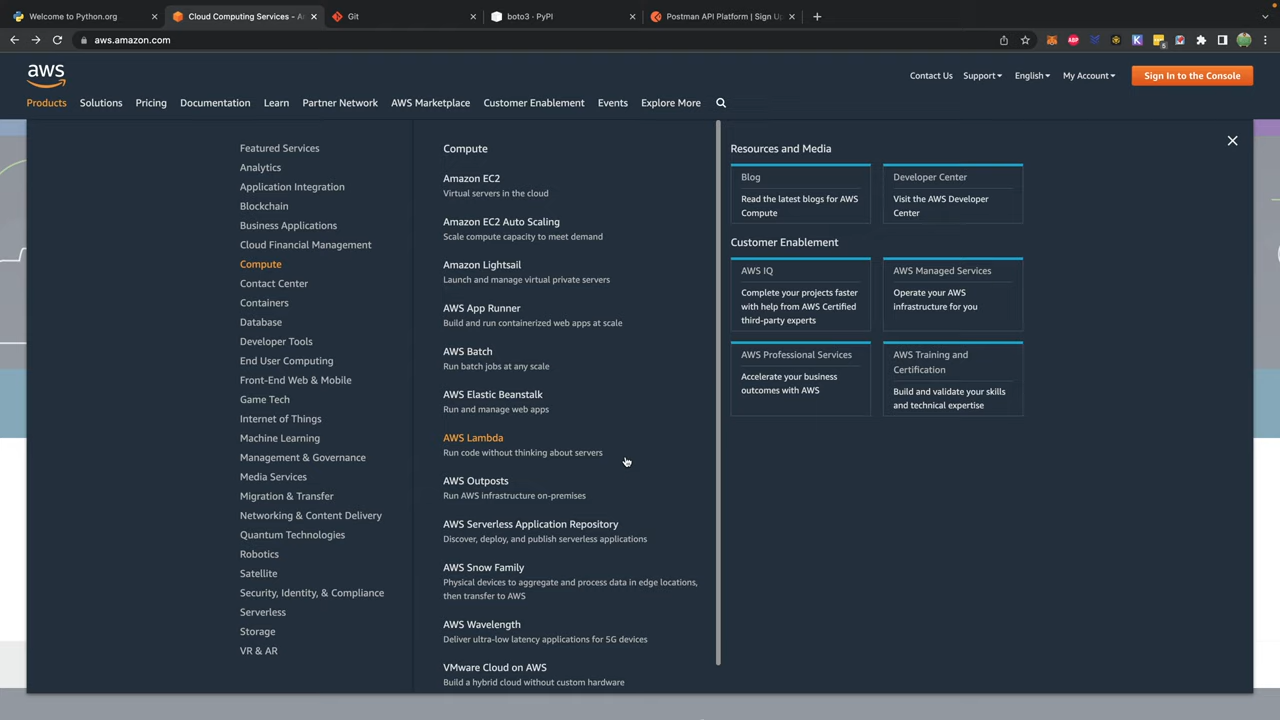 Welcome to Python.org
Cloud Computing Services - A
Git
boto3 · PyPI
Postman API Platform | Sign U
aws.amazon.com
aws
Contact Us
Support
English
My Account
Sign In to the Console
Products
Solutions
Pricing
Documentation
Learn
Partner Network
AWS Marketplace
Customer Enablement
Events
Explore More
Featured Services
Analytics
Application Integration
Blockchain
Business Applications
Cloud Financial Management
Compute
Contact Center
Containers
Database
Developer Tools
End User Computing
Front-End Web & Mobile
Game Tech
Internet of Things
Machine Learning
Management & Governance
Media Services
Migration & Transfer
Networking & Content Delivery
Quantum Technologies
Robotics
Satellite
Security, Identity, & Compliance
Serverless
Storage
VR & AR
Compute
Amazon EC2
Virtual servers in the cloud
Amazon EC2 Auto Scaling
Scale compute capacity to meet demand
Amazon Lightsail
Launch and manage virtual private servers
AWS App Runner
Build and run containerized web apps at scale
AWS Batch
Run batch jobs at any scale
AWS Elastic Beanstalk
Run and manage web apps
AWS Lambda
Run code without thinking about servers
AWS Outposts
Run AWS infrastructure on-premises
AWS Serverless Application Repository
Discover, deploy, and publish serverless applications
AWS Snow Family
Physical devices to aggregate and process data in edge locations,
then transfer to AWS
AWS Wavelength
Deliver ultra-low latency applications for 5G devices
VMware Cloud on AWS
Build a hybrid cloud without custom hardware
Resources and Media
Blog
Read the latest blogs for AWS
Compute
Developer Center
Visit the AWS Developer
Center
Customer Enablement
AWS IQ
Complete your projects faster
with help from AWS Certified
third-party experts
AWS Managed Services
Operate your AWS
infrastructure for you
AWS Professional Services
Accelerate your business
outcomes with AWS
AWS Training and
Certification
Build and validate your skills
and technical expertise